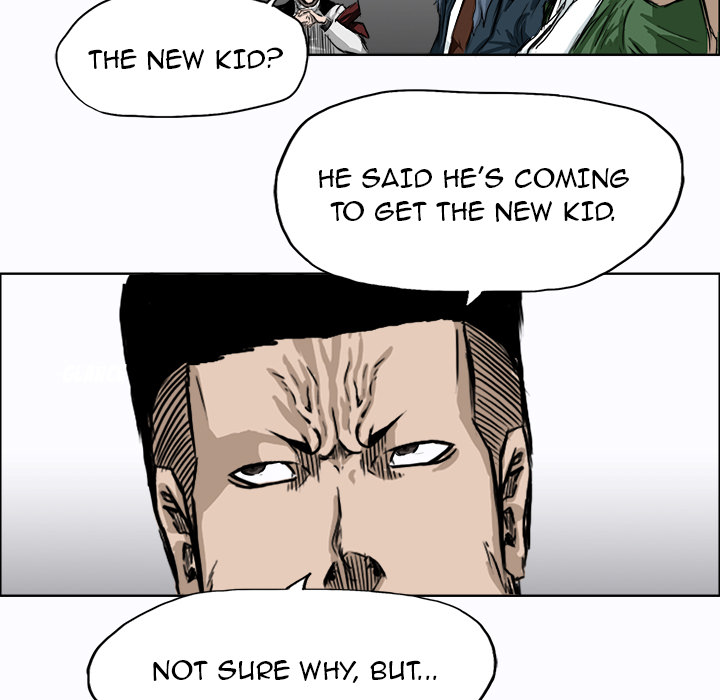 THE NEW KID?
HE SAID HE'S COMING
TO GET THE NEW KID.
NOT SURE WHY, BUT...